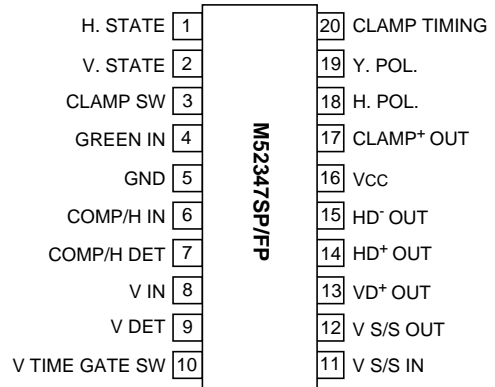 H. STATE 1
V. STATE 2
CLAMP SW 3
GREEN IN 4
GND 5
COMP/H IN 6
COMP/H DET 7
V IN 8
V DET 9
V TIME GATE SW 10
M52347SP/FP
20 CLAMP TIMING
19 Y. POL.
18 H. POL.
17 CLAMP+ OUT
16 VCC
15 HD- OUT
14 HD+ OUT
13 VD+ OUT
12 V S/S OUT
11 V S/S IN